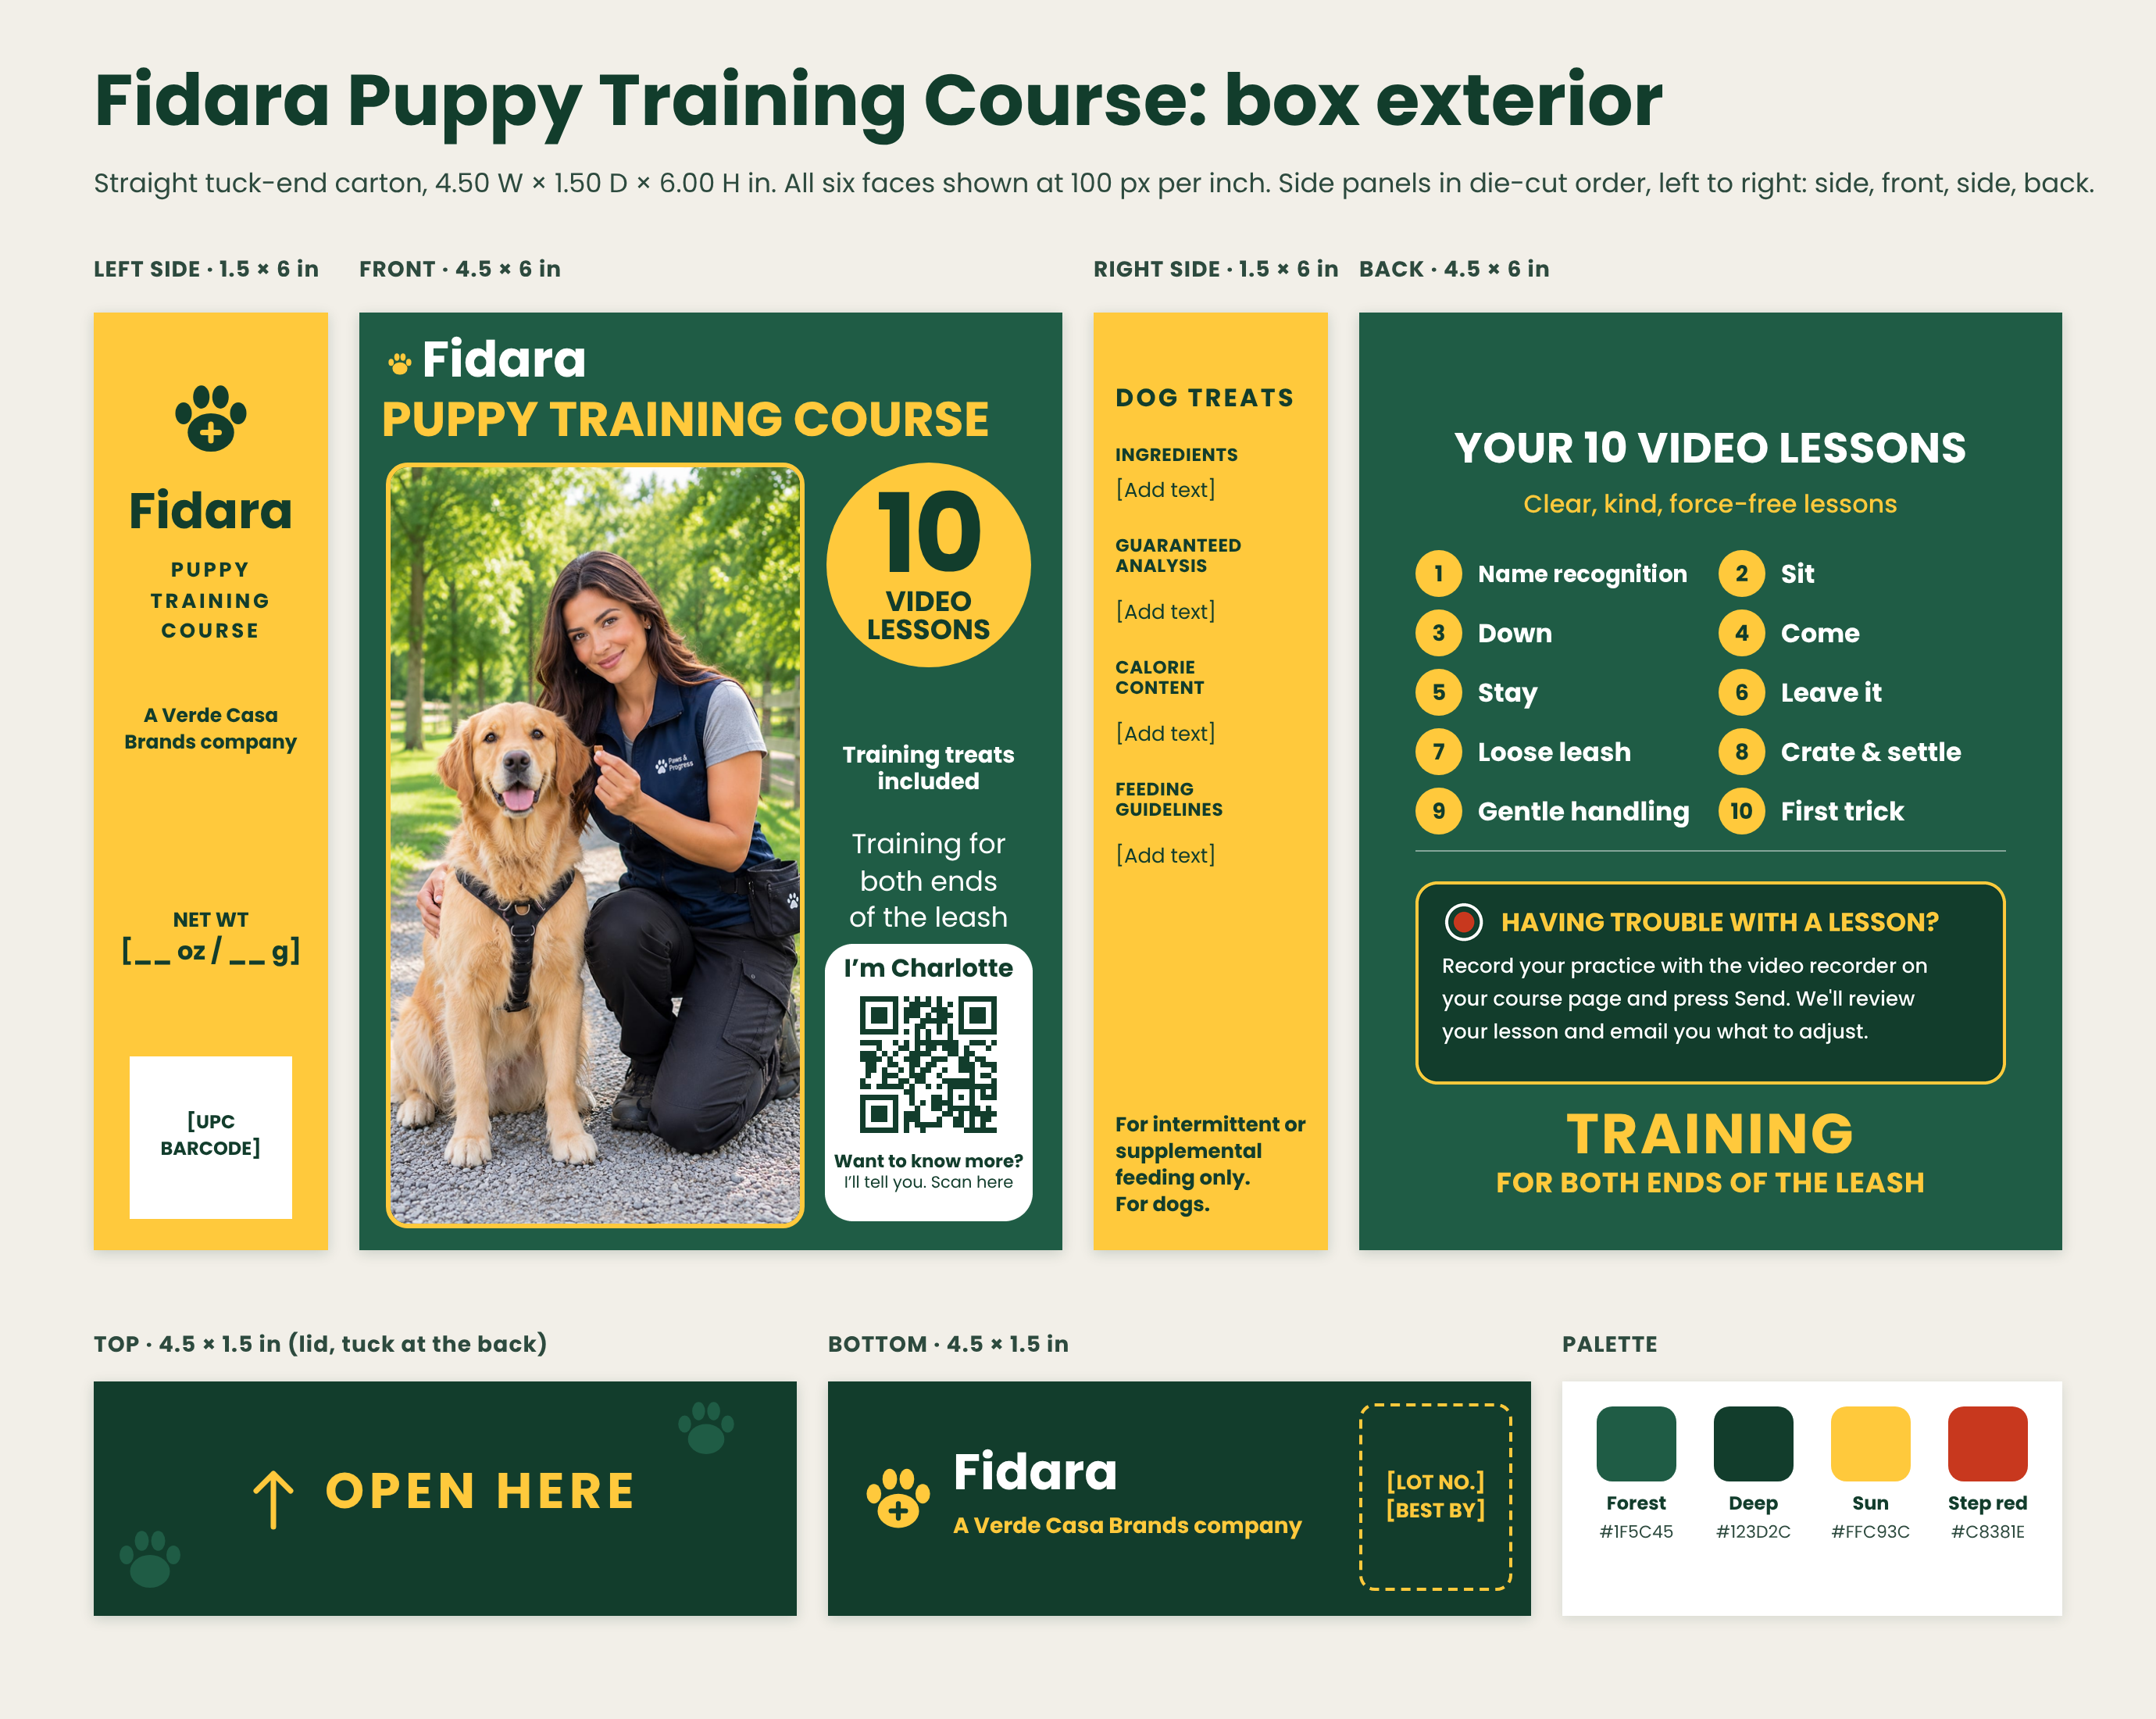 Fidara Puppy Training Course: box exterior
Straight tuck-end carton, 4.50 W × 1.50 D × 6.00 H in. All six faces shown at 100 px per inch. Side panels in die-cut order, left to right: side, front, side, back.
LEFT SIDE · 1.5 × 6 in
Fidara
PUPPY
TRAINING
COURSE
A Verde Casa
Brands company
NET WT
[__ oz / __ g]
[UPC
BARCODE]
FRONT · 4.5 × 6 in
Fidara
PUPPY TRAINING COURSE
Paws &
Progress
10
VIDEO
LESSONS
Training treats
included
Training for
both ends
of the leash
I’m Charlotte
Want to know more?
I’ll tell you. Scan here
RIGHT SIDE · 1.5 × 6 in
DOG TREATS
INGREDIENTS
[Add text]
GUARANTEED
ANALYSIS
[Add text]
CALORIE
CONTENT
[Add text]
FEEDING
GUIDELINES
[Add text]
For intermittent or
supplemental
feeding only.
For dogs.
BACK · 4.5 × 6 in
YOUR 10 VIDEO LESSONS
Clear, kind, force-free lessons
1 Name recognition 2 Sit
3 Down 4 Come
5 Stay 6 Leave it
7 Loose leash 8 Crate & settle
9 Gentle handling 10 First trick
HAVING TROUBLE WITH A LESSON?
Record your practice with the video recorder on
your course page and press Send. We'll review
your lesson and email you what to adjust.
TRAINING
FOR BOTH ENDS OF THE LEASH
TOP · 4.5 × 1.5 in (lid, tuck at the back)
↑ OPEN HERE
BOTTOM · 4.5 × 1.5 in
Fidara
A Verde Casa Brands company
[LOT NO.]
[BEST BY]
PALETTE
Forest Deep Sun Step red
#1F5C45 #123D2C #FFC93C #C8381E